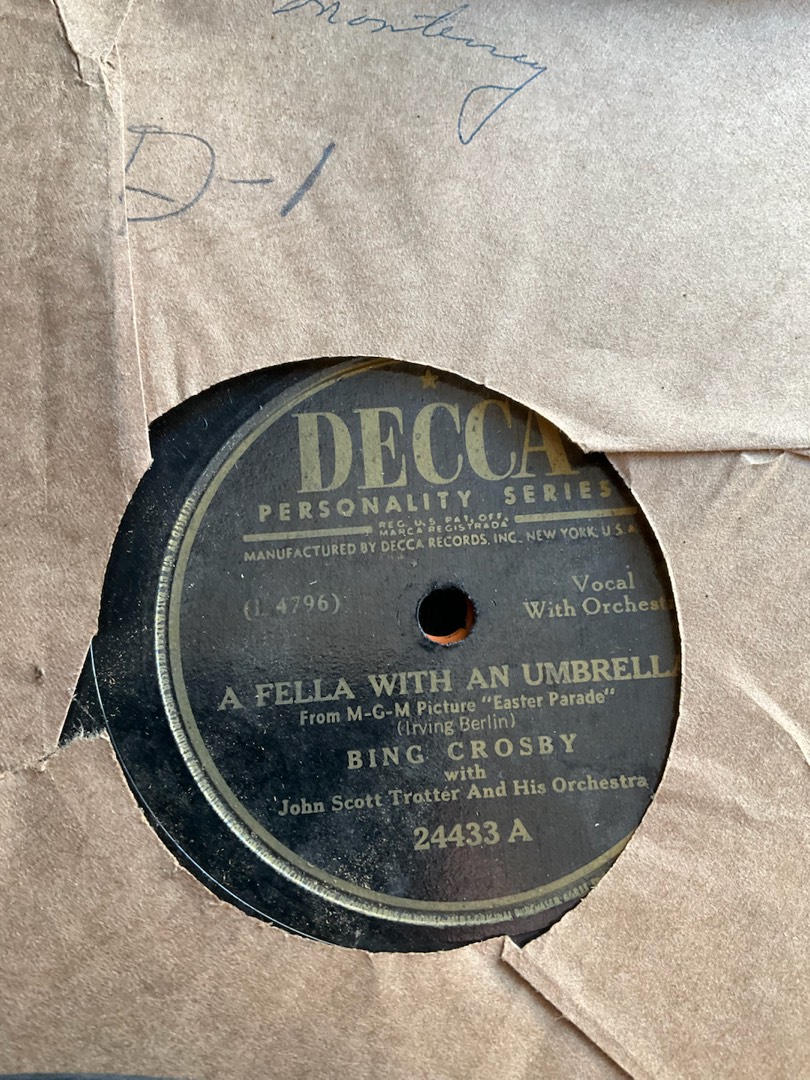 Monterey
D-1
DECCA
PERSONALITY SERIES
REG. U.S. PAT. OFF.
MARCA REGISTRADA
MANUFACTURED BY DECCA RECORDS, INC. NEW YORK, U.S.A
(L 4796)
Vocal
With Orchest
A FELLA WITH AN UMBRELLA
From M-G-M Picture "Easter Parade"
(Irving Berlin)
BING CROSBY
with
John Scott Trotter And His Orchestra
24433 A